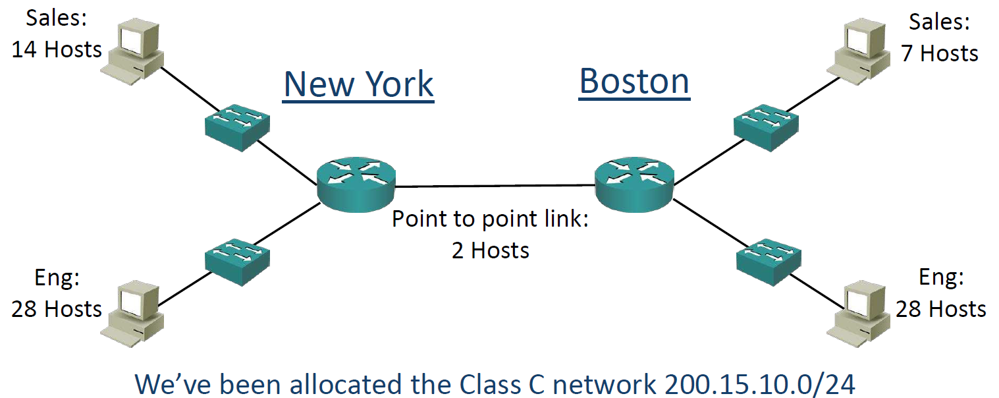 Sales:
14 Hosts
New York
Boston
Sales:
7 Hosts
Point to point link:
2 Hosts
Eng:
28 Hosts
Eng:
28 Hosts
We've been allocated the Class C network 200.15.10.0/24